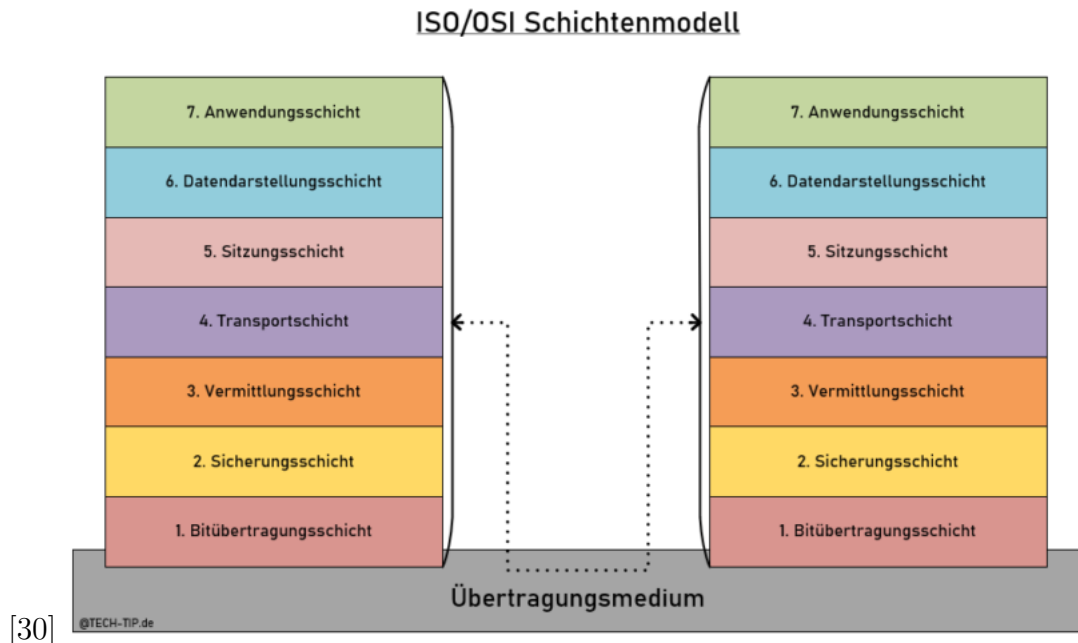 ISO/OSI Schichtenmodell
7. Anwendungsschicht
7. Anwendungsschicht
6. Datendarstellungsschicht
6. Datendarstellungsschicht
5. Sitzungsschicht
5. Sitzungsschicht
4. Transportschicht
4. Transportschicht
3. Vermittlungsschicht
3. Vermittlungsschicht
2. Sicherungsschicht
2. Sicherungsschicht
1. Bitübertragungsschicht
1. Bitübertragungsschicht
Übertragungsmedium
[30]
@TECH-TIP.de